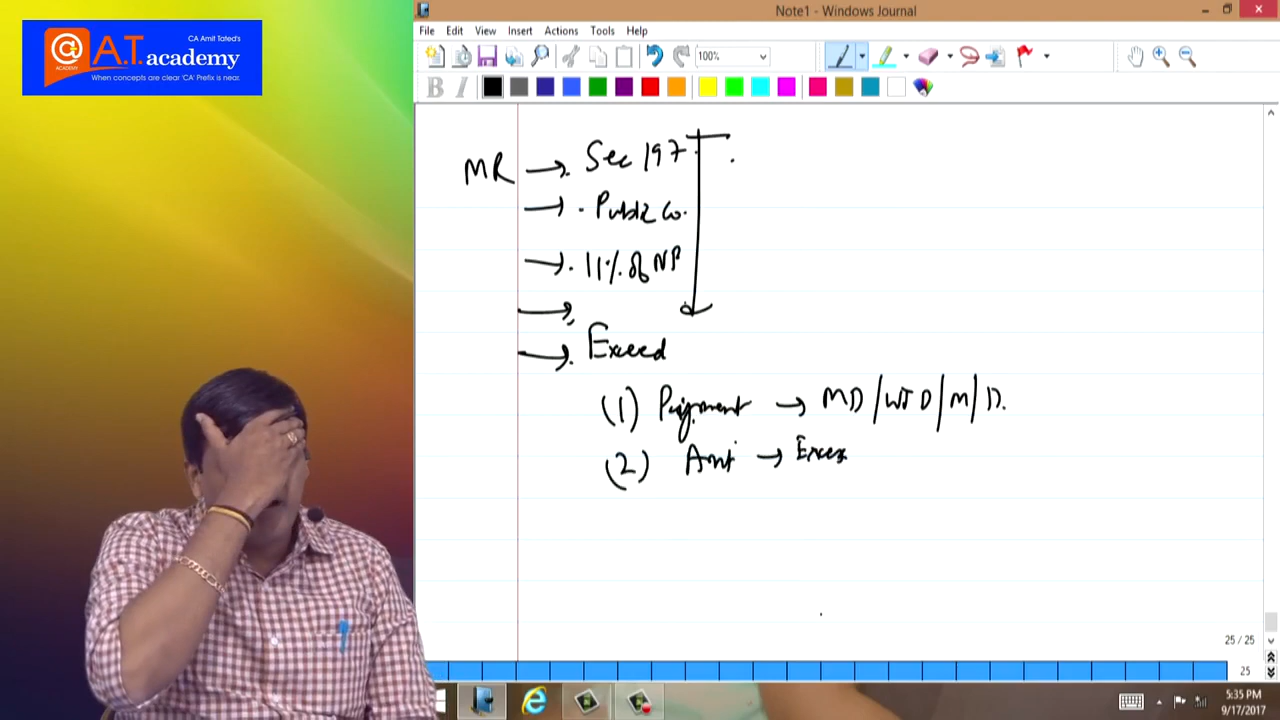 CA Amit Tated's
@ A.T. academy
ACADEMY
When concepts are clear 'CA' Prefix is near.
Note1 - Windows Journal
File Edit View Insert Actions Tools Help
100%
B I
MR → Sec 197
→ Public Co.
→ 11% of NP
→
→ Exceed
(1) Payment → MD/WTD/M/D.
(2) Amt → Excess
25 / 25
25
5:35 PM
9/17/2017